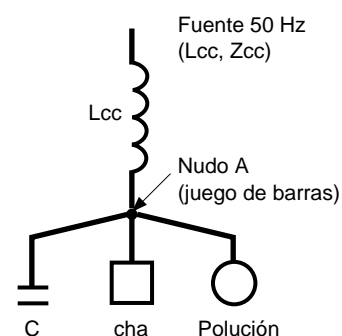 Fuente 50 Hz
(Lcc, Zcc)
Lcc
Nudo A
(juego de barras)
C
cha
Polución